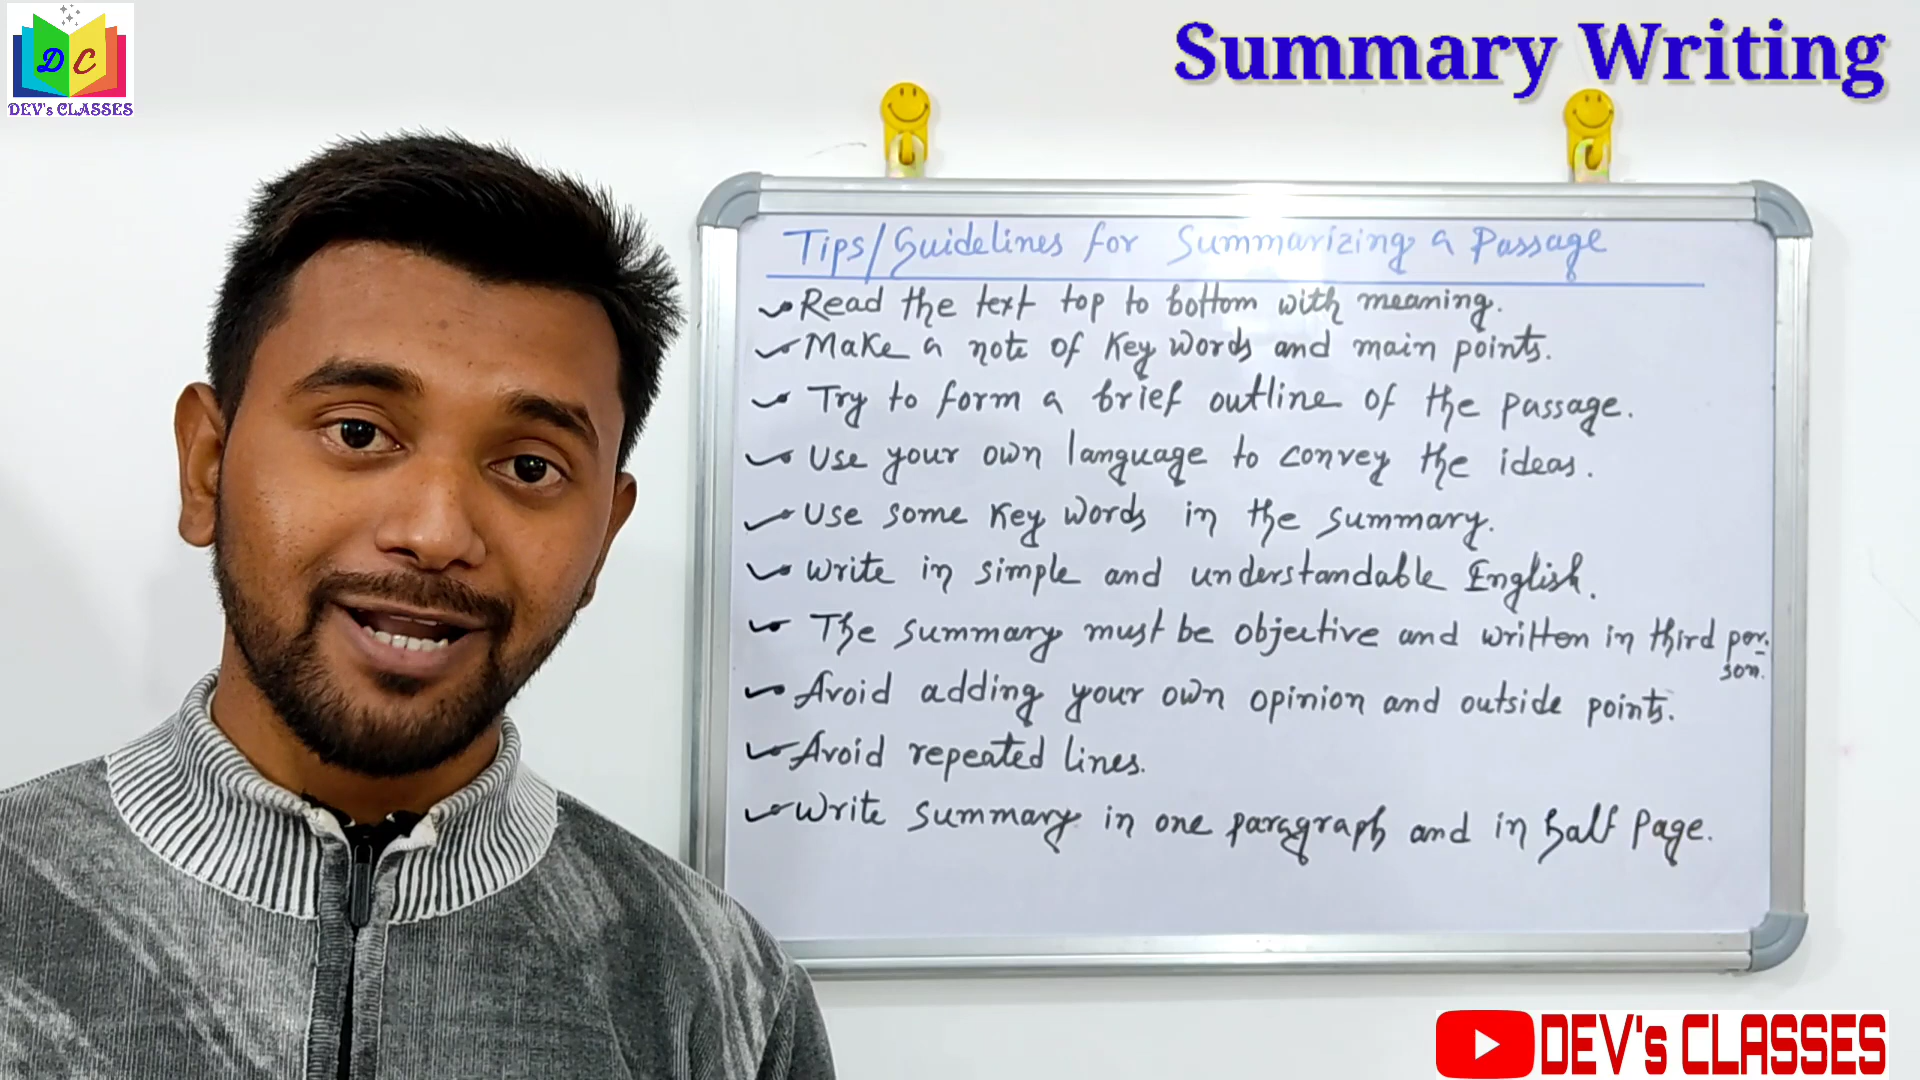 Summary Writing
D C
DEV's CLASSES
Tips/Guidelines for Summarizing a Passage
Read the text top to bottom with meaning.
Make a note of Key words and main points.
Try to form a brief outline of the passage.
Use your own language to convey the ideas.
Use some Key words in the summary.
Write in simple and understandable English.
The summary must be objective and written in third per-
son.
Avoid adding your own opinion and outside points.
Avoid repeated lines.
Write summary in one paragraph and in half page.
DEV's CLASSES